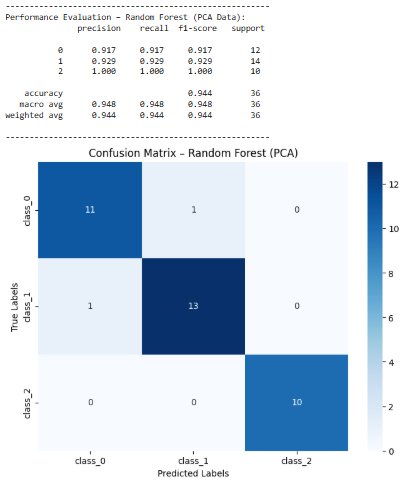 ----------------------------------------------------
Performance Evaluation – Random Forest (PCA Data):
precision recall f1-score support
0 0.917 0.917 0.917 12
1 0.929 0.929 0.929 14
2 1.000 1.000 1.000 10
accuracy 0.944 36
macro avg 0.948 0.948 0.948 36
weighted avg 0.944 0.944 0.944 36
----------------------------------------------------
Confusion Matrix – Random Forest (PCA)
class_0 11 1 0
class_1 1 13 0
class_2 0 0 10
True Labels
class_0 class_1 class_2
Predicted Labels
12
10
8
6
4
2
0